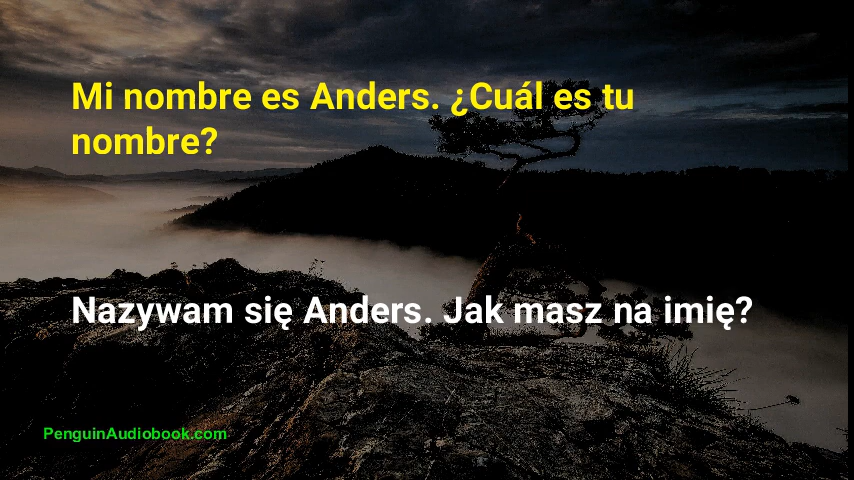 Mi nombre es Anders. ¿Cuál es tu
nombre?
Nazywam się Anders. Jak masz na imię?
PenguinAudiobook.com